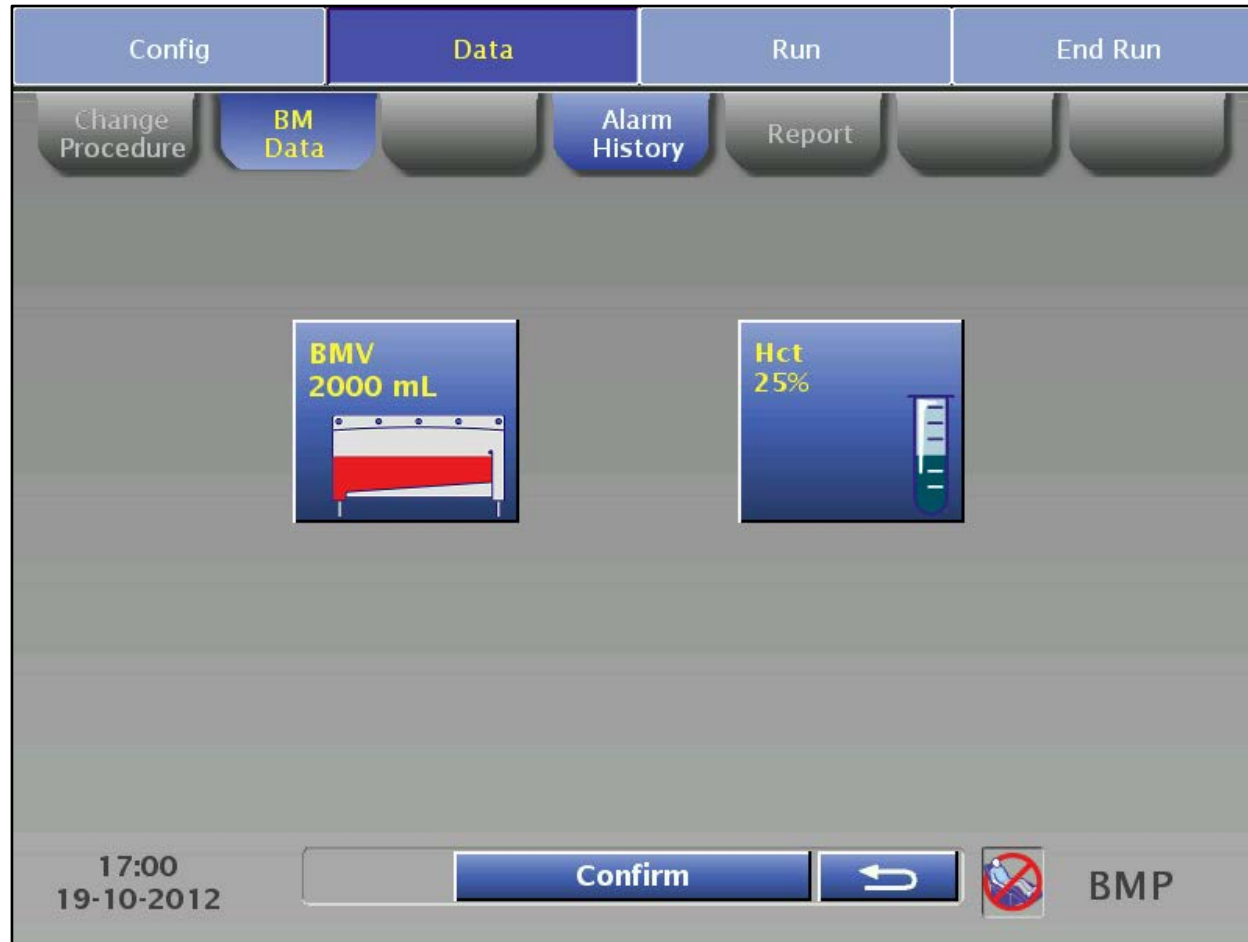 Config
Data
Run
End Run
Change
Procedure
BM
Data
Alarm
History
Report
BMV
2000 mL
Hct
25%
17:00
19-10-2012
Confirm
BMP